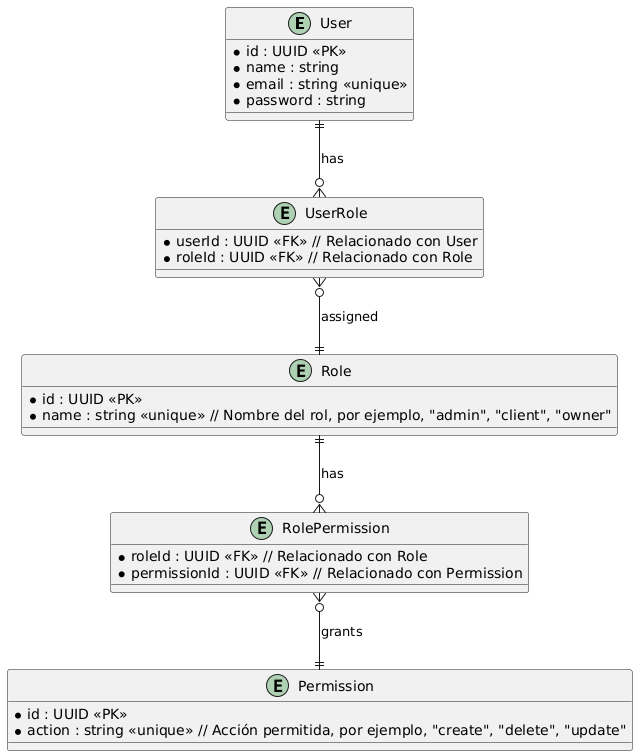 E User
* id : UUID «PK»
* name : string
* email : string «unique»
* password : string
has
E UserRole
* userId : UUID «FK» // Relacionado con User
* roleId : UUID «FK» // Relacionado con Role
assigned
E Role
* id : UUID «PK»
* name : string «unique» // Nombre del rol, por ejemplo, "admin", "client", "owner"
has
E RolePermission
* roleId : UUID «FK» // Relacionado con Role
* permissionId : UUID «FK» // Relacionado con Permission
grants
E Permission
* id : UUID «PK»
* action : string «unique» // Acción permitida, por ejemplo, "create", "delete", "update"